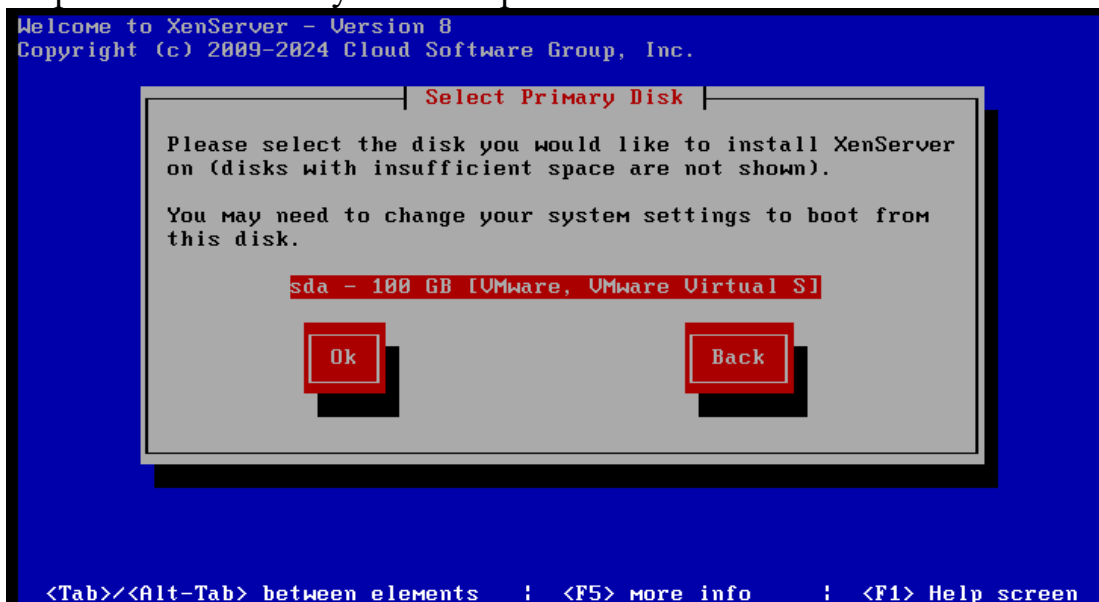 Welcome to XenServer - Version 8
Copyright (c) 2009-2024 Cloud Software Group, Inc.
Select Primary Disk
Please select the disk you would like to install XenServer
on (disks with insufficient space are not shown).
You may need to change your system settings to boot from
this disk.
sda - 100 GB [VMware, VMware Virtual S]
Ok Back
<Tab>/<Alt-Tab> between elements | <F5> more info | <F1> Help screen